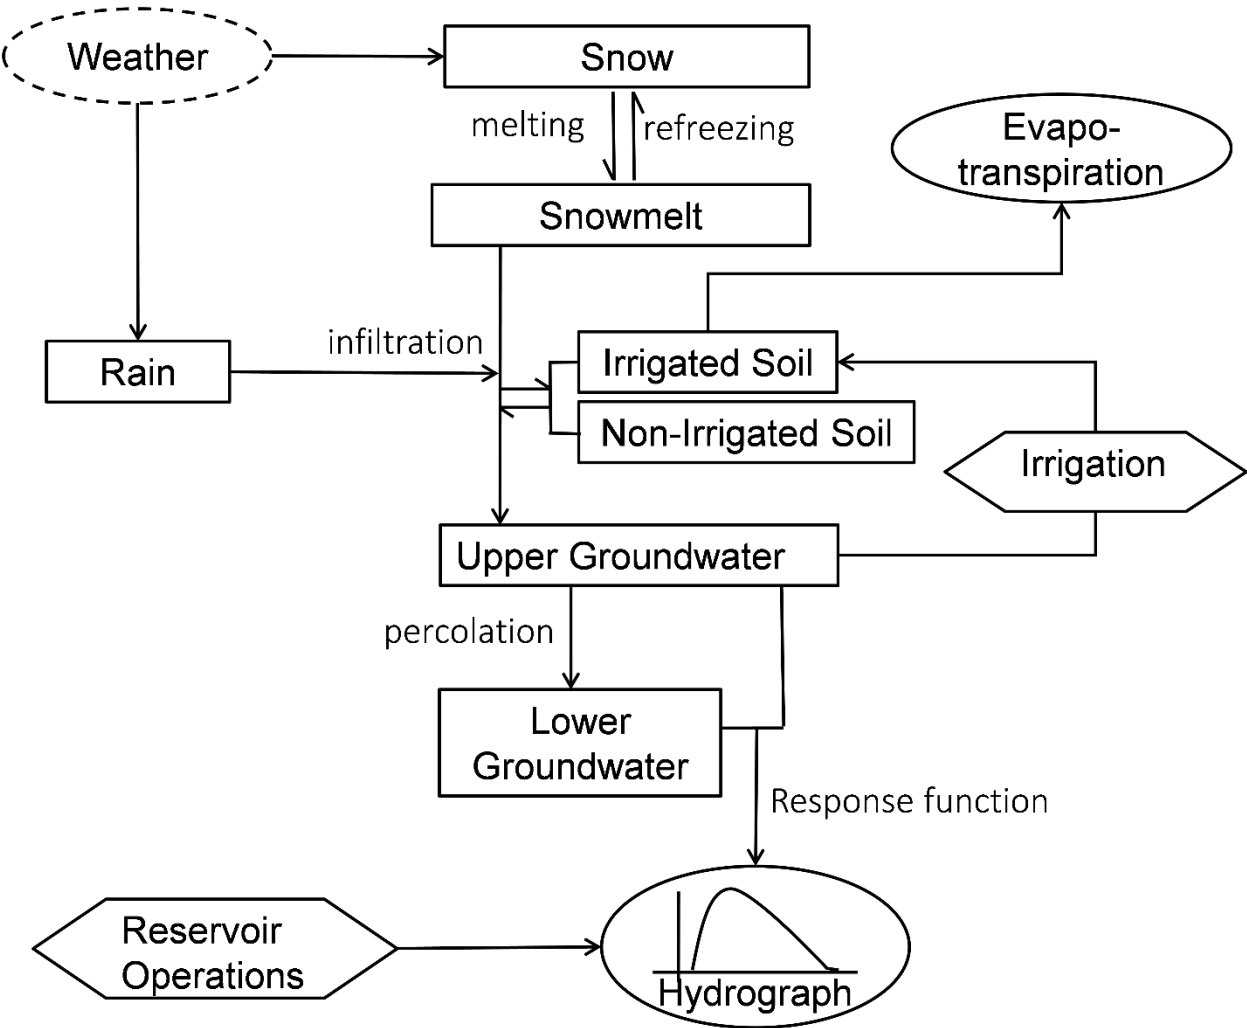 Weather
Snow
melting
refreezing
Evapo-
transpiration
Snowmelt
infiltration
Rain
Irrigated Soil
Non-Irrigated Soil
Irrigation
Upper Groundwater
percolation
Lower
Groundwater
Response function
Reservoir
Operations
Hydrograph